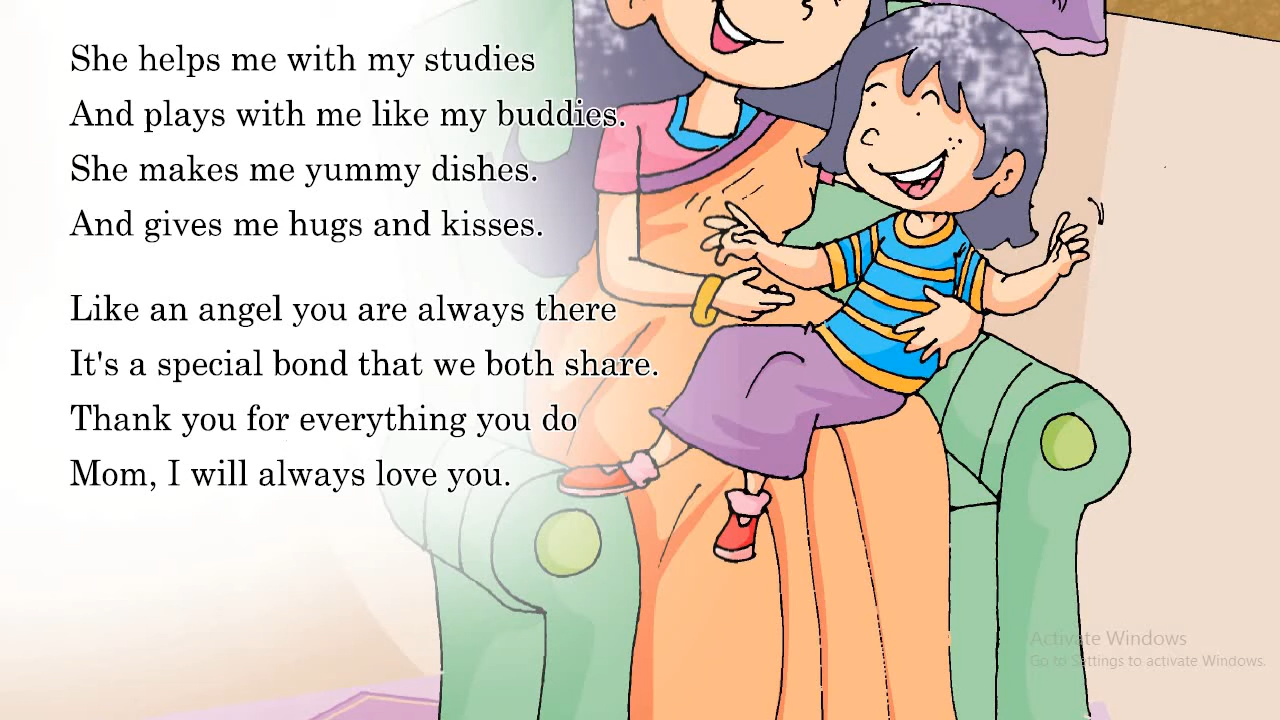 She helps me with my studies
And plays with me like my buddies.
She makes me yummy dishes.
And gives me hugs and kisses.
Like an angel you are always there
It's a special bond that we both share.
Thank you for everything you do
Mom, I will always love you.
Activate Windows
Go to Settings to activate Windows.